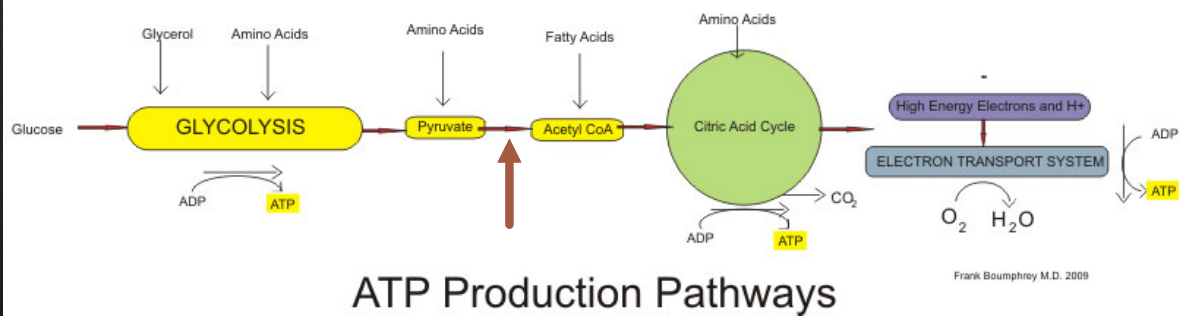 Glycerol
Amino Acids
Amino Acids
Fatty Acids
Amino Acids
Glucose
GLYCOLYSIS
Pyruvate
Acetyl CoA
Citric Acid Cycle
-
High Energy Electrons and H+
ELECTRON TRANSPORT SYSTEM
ADP
ATP
ADP
ATP
CO2
ADP
ATP
O2
H2O
Frank Boumphrey M.D. 2009
ATP Production Pathways